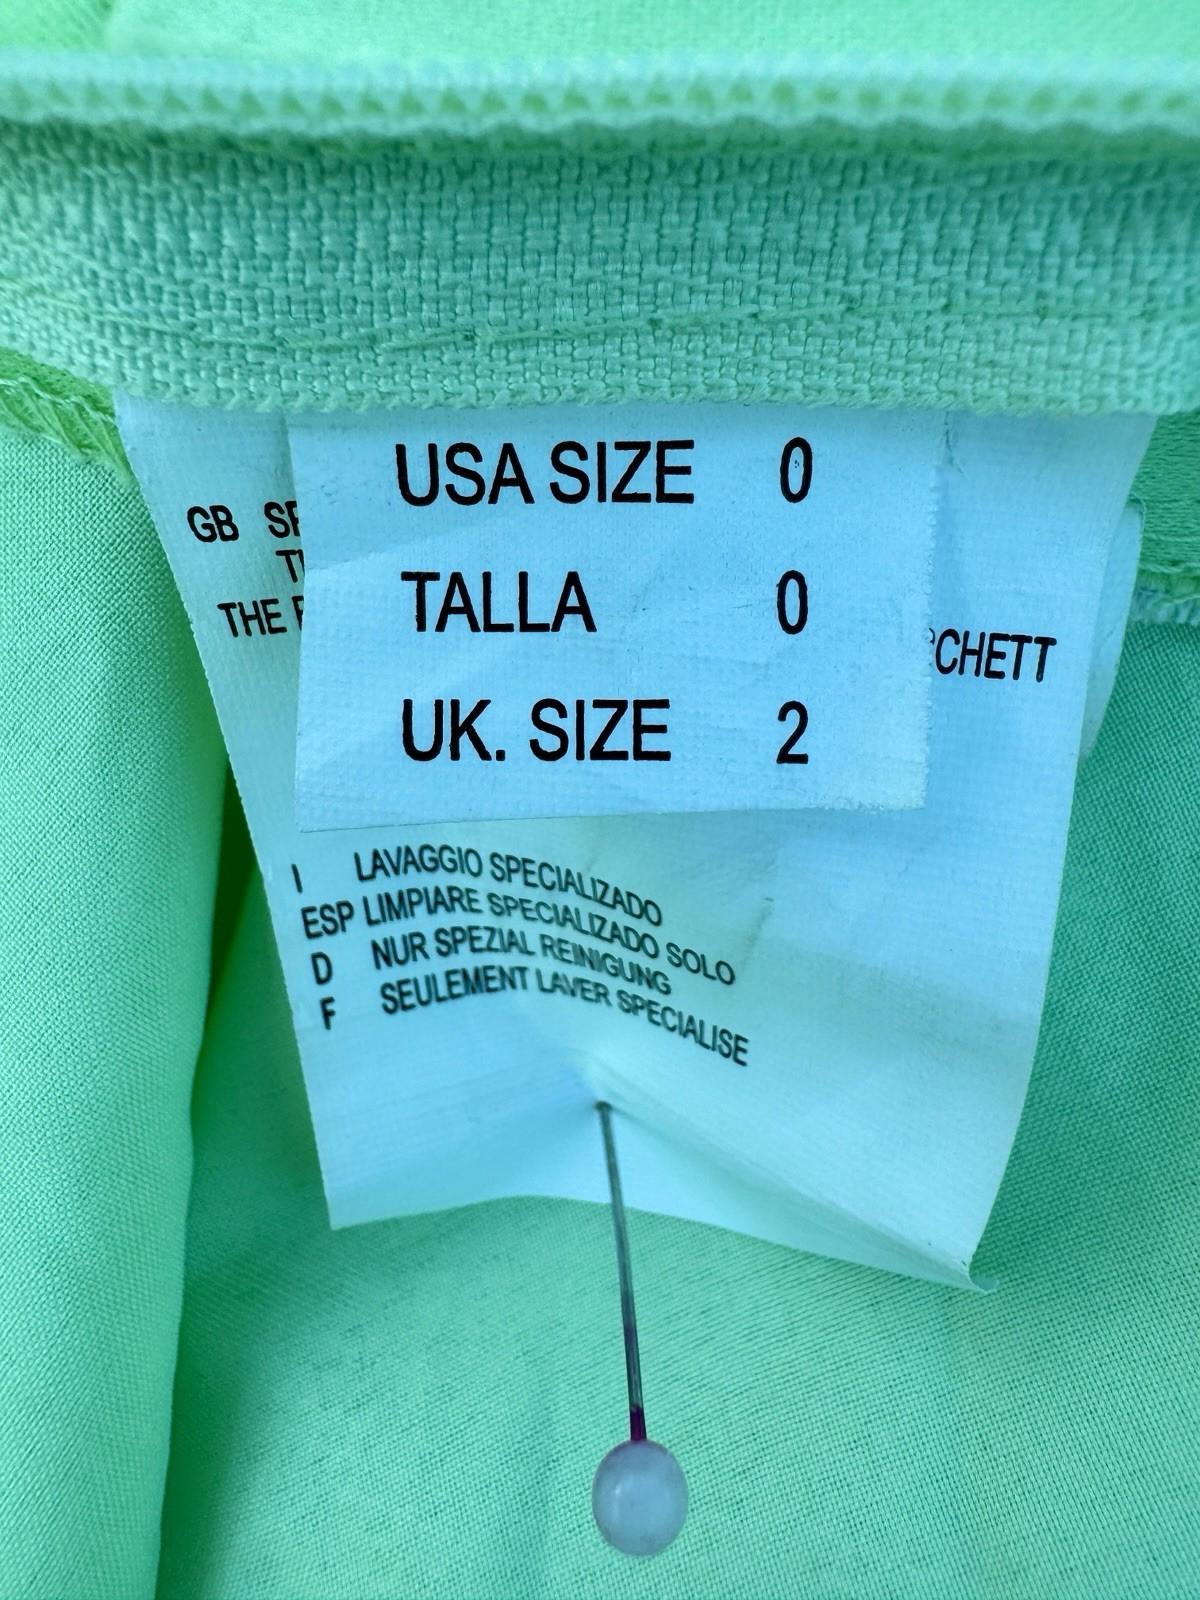 USA SIZE 0
TALLA 0
UK. SIZE 2
GB
THE
I LAVAGGIO SPECIALIZADO
ESP LIMPIARE SPECIALIZADO SOLO
D NUR SPEZIAL REINIGUNG
F SEULEMENT LAVER SPECIALISE